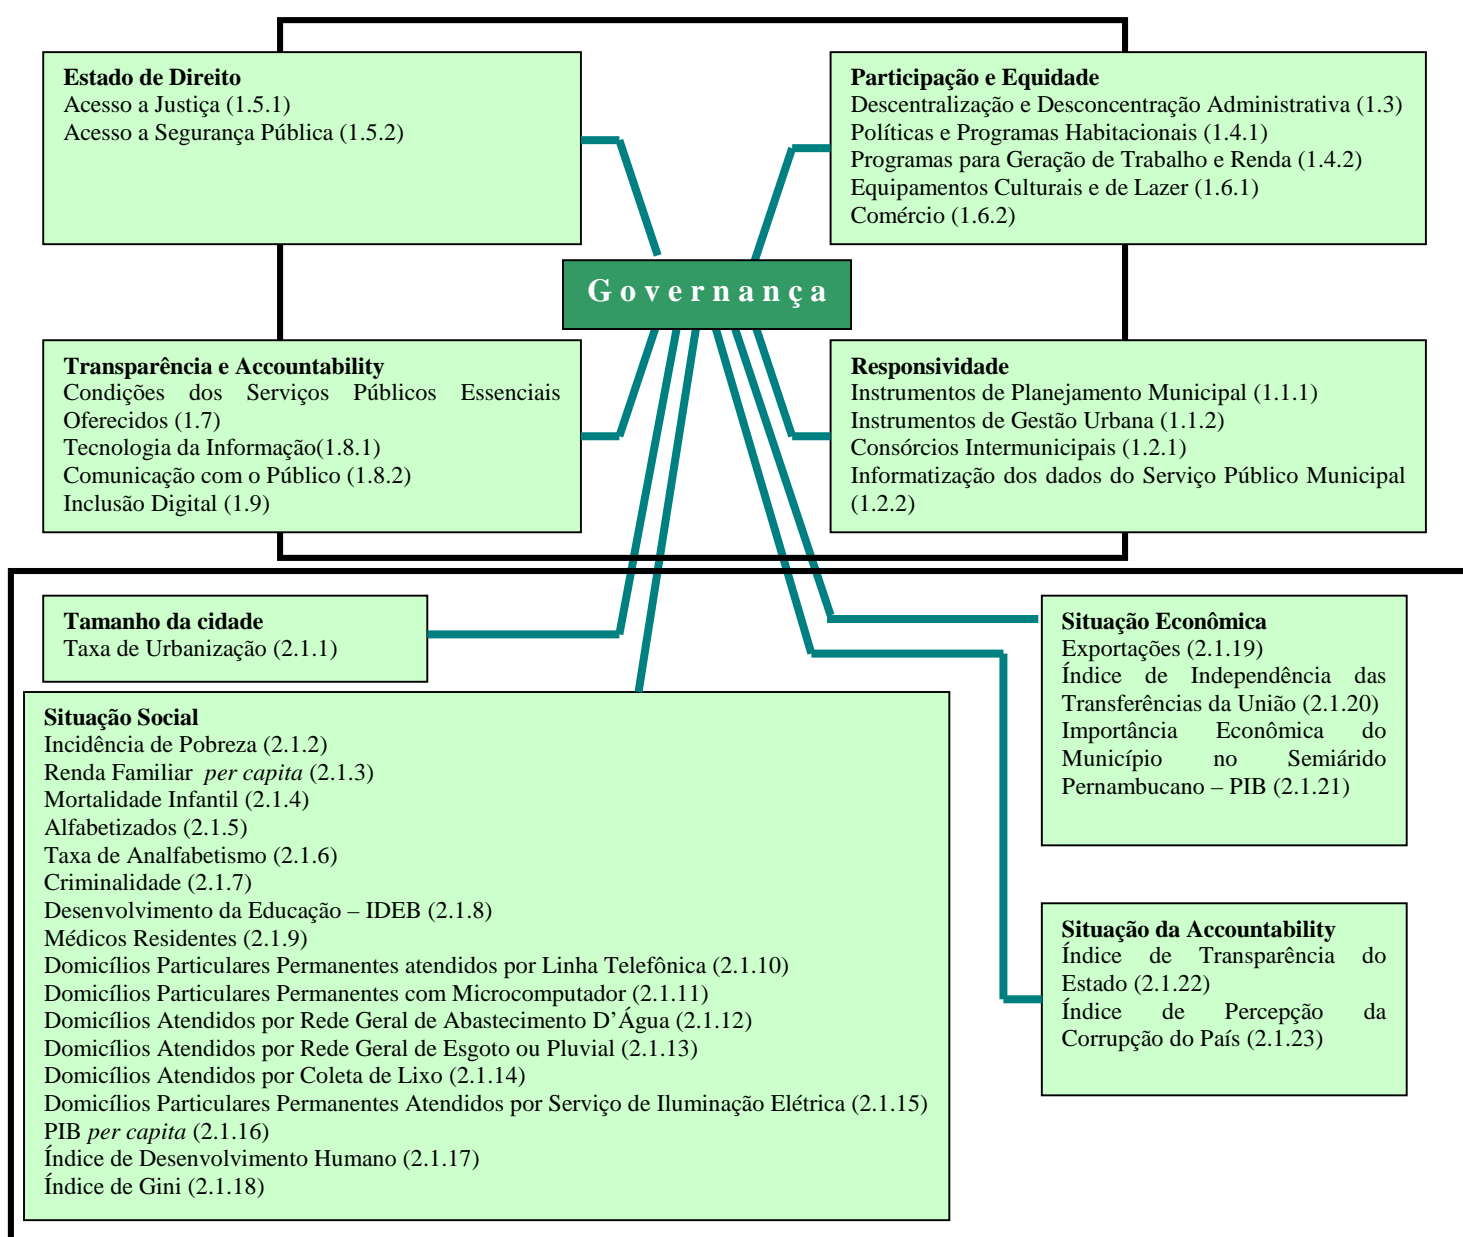 Estado de Direito
Acesso a Justiça (1.5.1)
Acesso a Segurança Pública (1.5.2)
Participação e Equidade
Descentralização e Desconcentração Administrativa (1.3)
Políticas e Programas Habitacionais (1.4.1)
Programas para Geração de Trabalho e Renda (1.4.2)
Equipamentos Culturais e de Lazer (1.6.1)
Comércio (1.6.2)
Governança
Transparência e Accountability
Condições dos Serviços Públicos Essenciais
Oferecidos (1.7)
Tecnologia da Informação(1.8.1)
Comunicação com o Público (1.8.2)
Inclusão Digital (1.9)
Responsividade
Instrumentos de Planejamento Municipal (1.1.1)
Instrumentos de Gestão Urbana (1.1.2)
Consórcios Intermunicipais (1.2.1)
Informatização dos dados do Serviço Público Municipal
(1.2.2)
Tamanho da cidade
Taxa de Urbanização (2.1.1)
Situação Social
Incidência de Pobreza (2.1.2)
Renda Familiar per capita (2.1.3)
Mortalidade Infantil (2.1.4)
Alfabetizados (2.1.5)
Taxa de Analfabetismo (2.1.6)
Criminalidade (2.1.7)
Desenvolvimento da Educação – IDEB (2.1.8)
Médicos Residentes (2.1.9)
Domicílios Particulares Permanentes atendidos por Linha Telefônica (2.1.10)
Domicílios Particulares Permanentes com Microcomputador (2.1.11)
Domicílios Atendidos por Rede Geral de Abastecimento D’Água (2.1.12)
Domicílios Atendidos por Rede Geral de Esgoto ou Pluvial (2.1.13)
Domicílios Atendidos por Coleta de Lixo (2.1.14)
Domicílios Particulares Permanentes Atendidos por Serviço de Iluminação Elétrica (2.1.15)
PIB per capita (2.1.16)
Índice de Desenvolvimento Humano (2.1.17)
Índice de Gini (2.1.18)
Situação Econômica
Exportações (2.1.19)
Índice de Independência das
Transferências da União (2.1.20)
Importância Econômica do
Município no Semiárido
Pernambucano – PIB (2.1.21)
Situação da Accountability
Índice de Transparência do
Estado (2.1.22)
Índice de Percepção da
Corrupção do País (2.1.23)